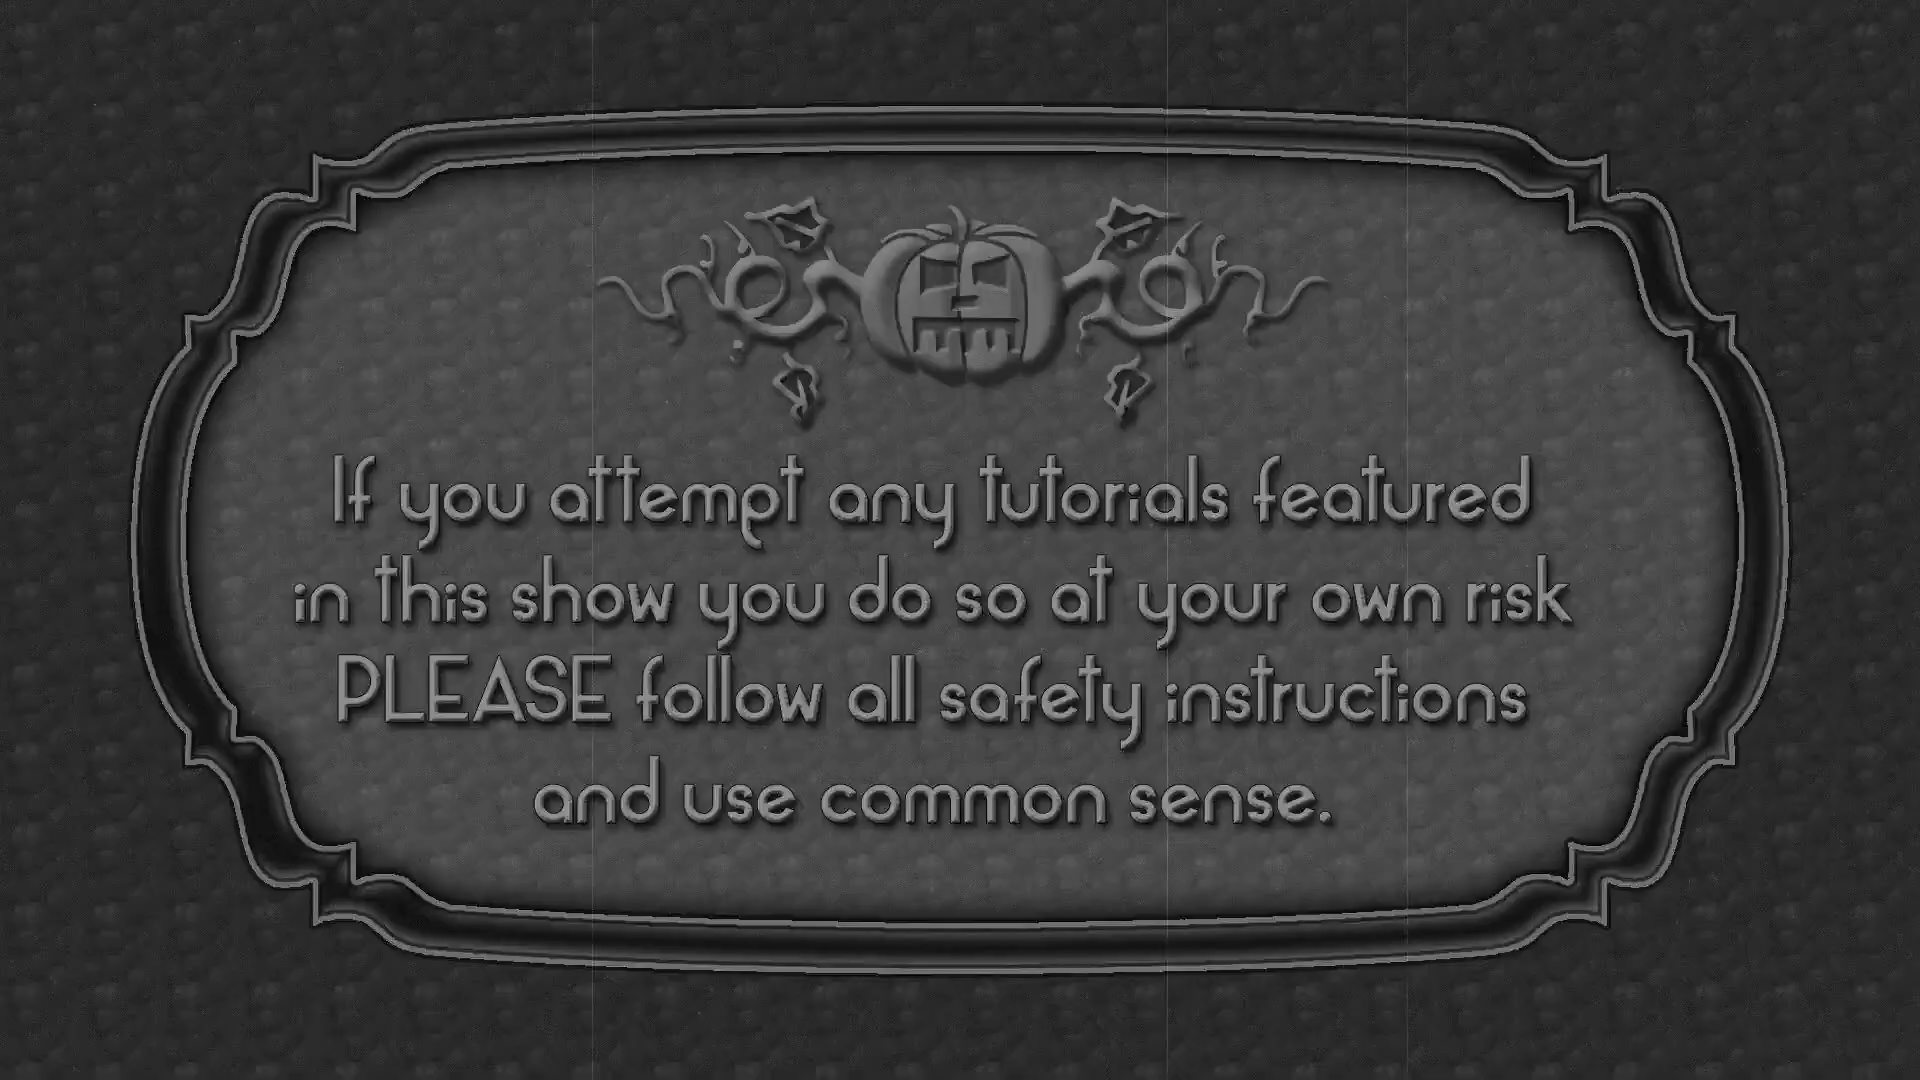 If you attempt any tutorials featured
in this show you do so at your own risk
PLEASE follow all safety instructions
and use common sense.